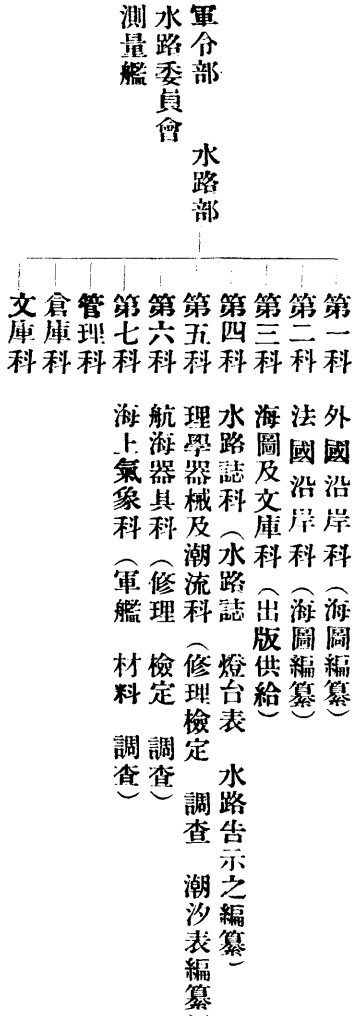 軍令部 水路部
水路委員會
測量艦
第一科 外國沿岸科（海圖編纂）
第二科 法國沿岸科（海圖編纂）
第三科 海圖及文庫科（出版供給）
第四科 水路誌科（水路誌 燈台表 水路告示之編纂）
第五科 理學器械及潮流科（修理檢定 調查 潮汐表編纂）
第六科 航海器具科（修理 檢定 調查）
第七科 海上氣象科（軍艦 材料 調查）
管理科
倉庫科
文庫科